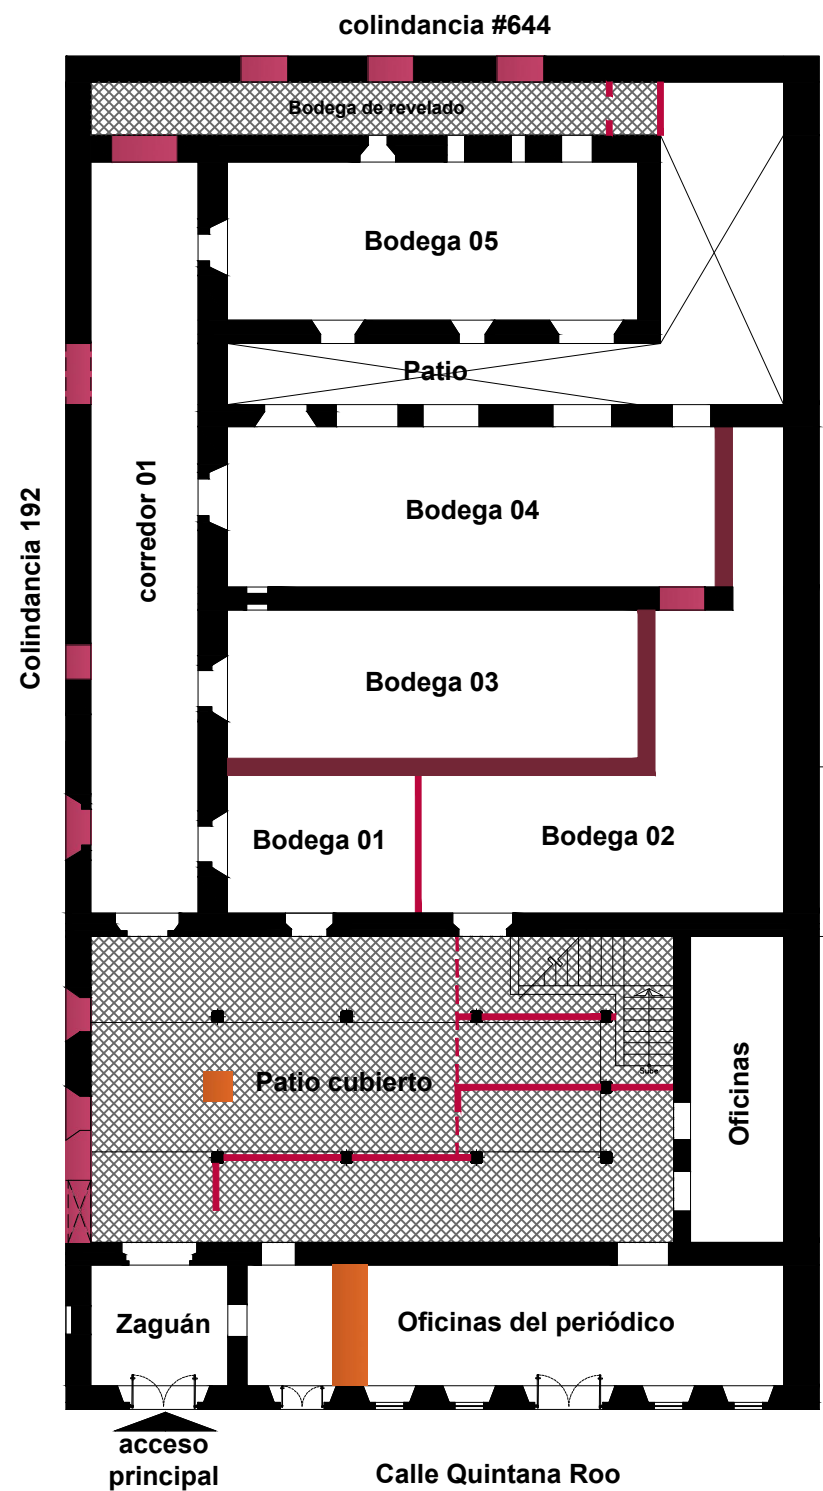 colindancia #644
Bodega de revelado
Bodega 05
Patio
corredor 01
Bodega 04
Colindancia 192
Bodega 03
Bodega 01
Bodega 02
Patio cubierto
Sube
Oficinas
Zaguán
Oficinas del periódico
acceso
principal
Calle Quintana Roo